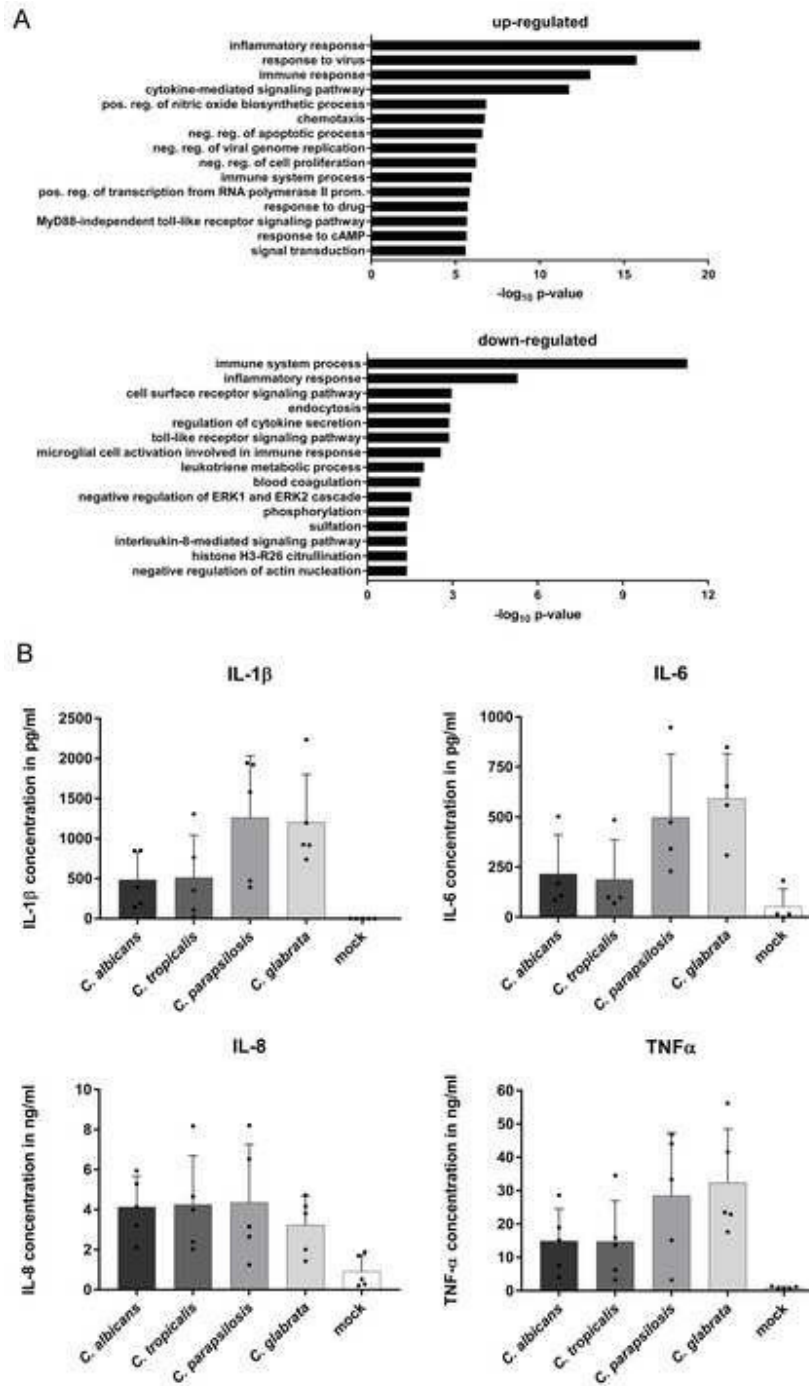 A
up-regulated
inflammatory response
response to virus
immune response
cytokine-mediated signaling pathway
pos. reg. of nitric oxide biosynthetic process
chemotaxis
neg. reg. of apoptotic process
neg. reg. of viral genome replication
neg. reg. of cell proliferation
immune system process
pos. reg. of transcription from RNA polymerase II prom.
response to drug
MyD88-independent toll-like receptor signaling pathway
response to cAMP
signal transduction
0 5 10 15 20
-log₁₀ p-value
down-regulated
immune system process
inflammatory response
cell surface receptor signaling pathway
endocytosis
regulation of cytokine secretion
toll-like receptor signaling pathway
microglial cell activation involved in immune response
leukotriene metabolic process
blood coagulation
negative regulation of ERK1 and ERK2 cascade
phosphorylation
sulfation
interleukin-8-mediated signaling pathway
histone H3-R26 citrullination
negative regulation of actin nucleation
0 3 6 9 12
-log₁₀ p-value
B
IL-1β
IL-1β concentration in pg/ml
2500
2000
1500
1000
500
0
C. albicans
C. tropicalis
C. parapsilosis
C. glabrata
mock
IL-6
IL-6 concentration in pg/ml
1000
750
500
250
0
C. albicans
C. tropicalis
C. parapsilosis
C. glabrata
mock
IL-8
IL-8 concentration in ng/ml
10
8
6
4
2
0
C. albicans
C. tropicalis
C. parapsilosis
C. glabrata
mock
TNFα
TNF-α concentration in ng/ml
60
50
40
30
20
10
0
C. albicans
C. tropicalis
C. parapsilosis
C. glabrata
mock